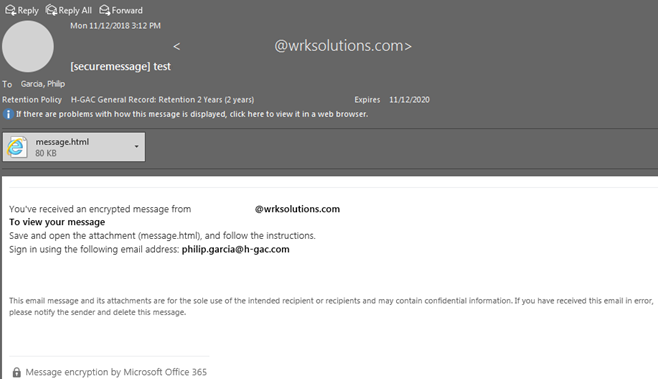 Reply Reply All Forward
Mon 11/12/2018 3:12 PM
< @wrksolutions.com>
[securemessage] test
To Garcia, Philip
Retention Policy H-GAC General Record: Retention 2 Years (2 years) Expires 11/12/2020
If there are problems with how this message is displayed, click here to view it in a web browser.
message.html
80 KB
You've received an encrypted message from @wrksolutions.com
To view your message
Save and open the attachment (message.html), and follow the instructions.
Sign in using the following email address: philip.garcia@h-gac.com
This email message and its attachments are for the sole use of the intended recipient or recipients and may contain confidential information. If you have received this email in error,
please notify the sender and delete this message.
Message encryption by Microsoft Office 365